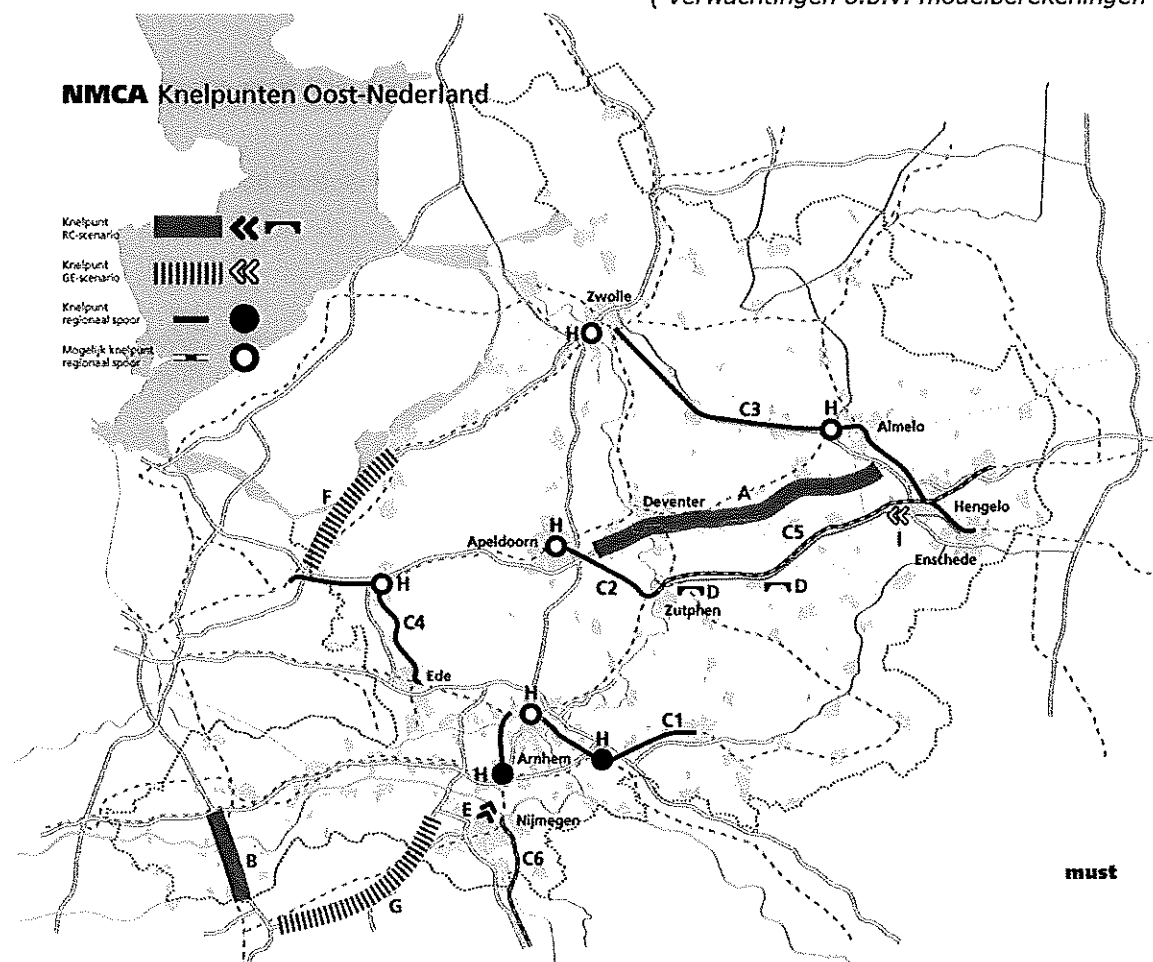 ( verwachtingen o.b.v. modelberekeningen
NMCA Knelpunten Oost-Nederland
Knelpunt
RC-scenario
Knelpunt
GE-scenario
Knelpunt
regionaal spoor
Mogelijk knelpunt
regionaal spoor
Zwolle
H
C3
H
Almelo
F
Deventer
A
Hengelo
H
Apeldoorn
C5
I
Enschede
H
C2
D
D
Zutphen
C4
Ede
H
C1
H
Arnhem
H
E
Nijmegen
B
C6
G
must